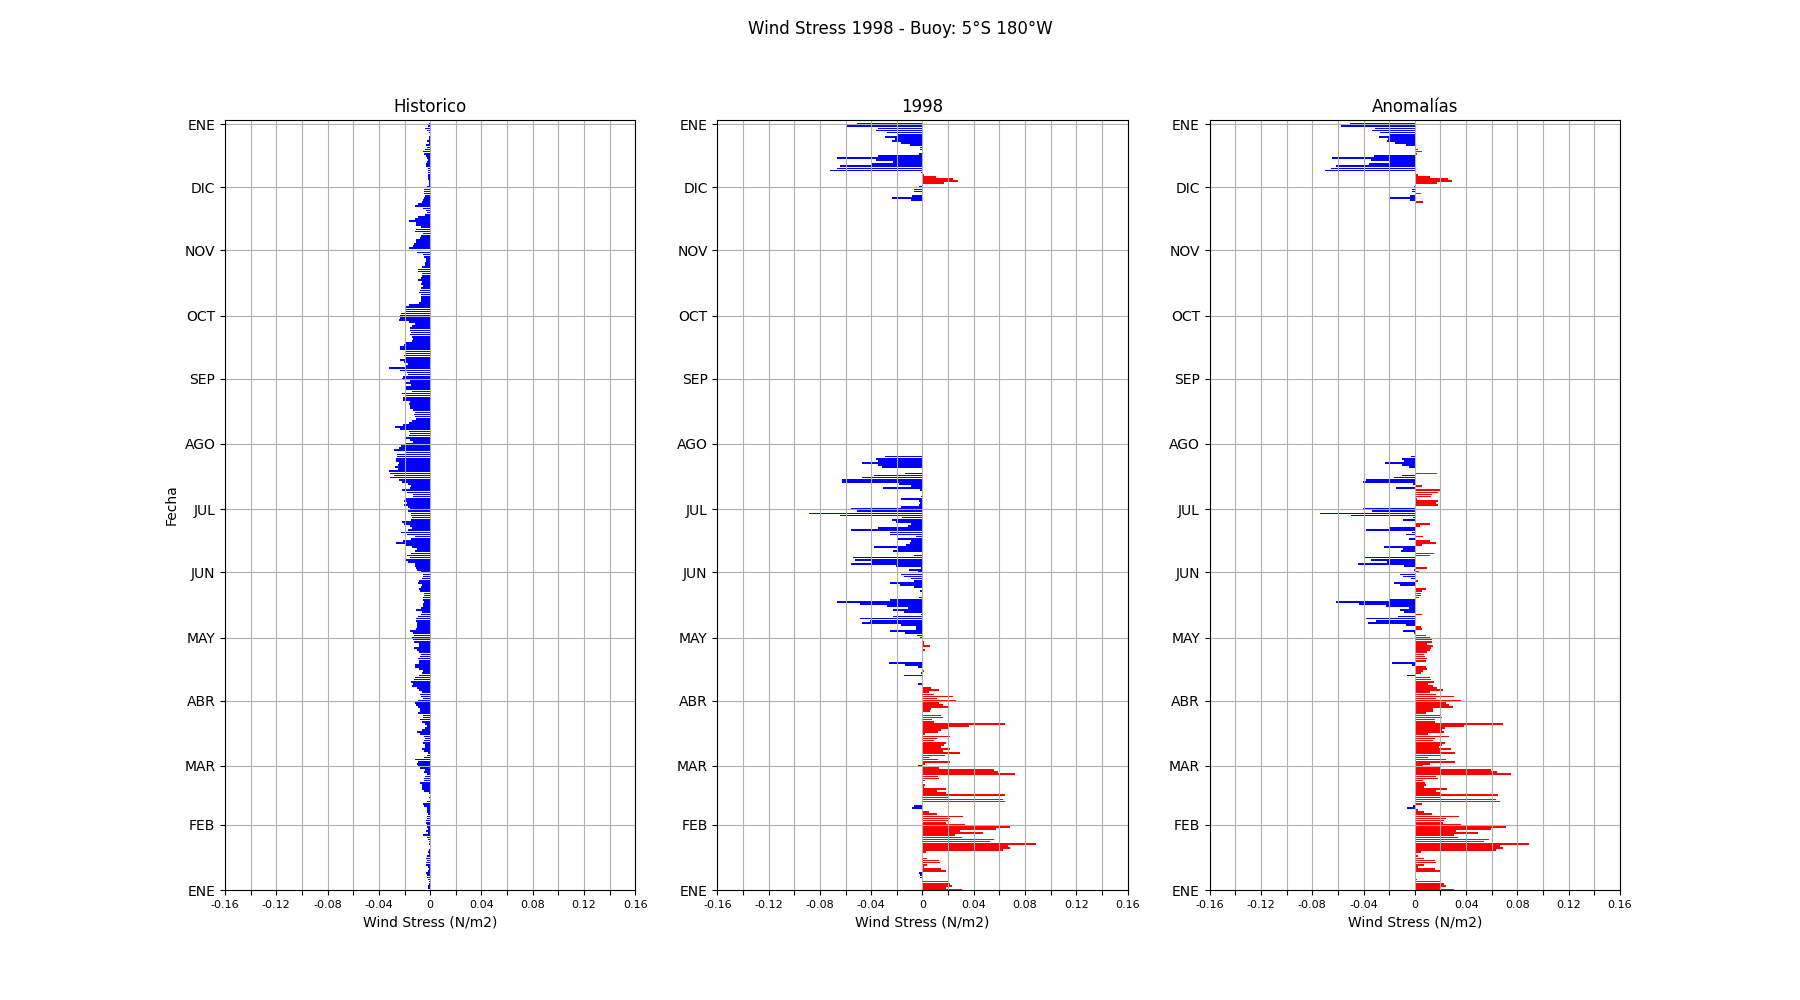 Wind Stress 1998 - Buoy: 5°S 180°W
Historico
1998
Anomalías
Fecha
ENE
DIC
NOV
OCT
SEP
AGO
JUL
JUN
MAY
ABR
MAR
FEB
ENE
-0.16 -0.12 -0.08 -0.04 0 0.04 0.08 0.12 0.16
Wind Stress (N/m2)
ENE
DIC
NOV
OCT
SEP
AGO
JUL
JUN
MAY
ABR
MAR
FEB
ENE
-0.16 -0.12 -0.08 -0.04 0 0.04 0.08 0.12 0.16
Wind Stress (N/m2)
ENE
DIC
NOV
OCT
SEP
AGO
JUL
JUN
MAY
ABR
MAR
FEB
ENE
-0.16 -0.12 -0.08 -0.04 0 0.04 0.08 0.12 0.16
Wind Stress (N/m2)